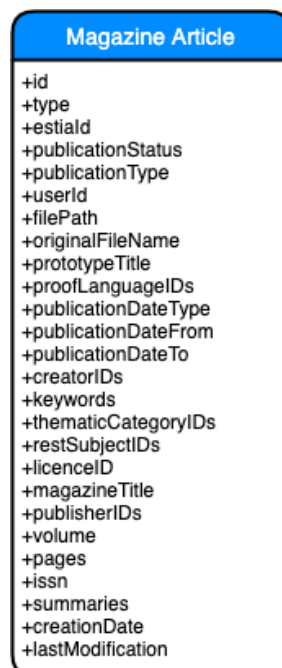 Magazine Article
+id
+type
+estiaId
+publicationStatus
+publicationType
+userId
+filePath
+originalFileName
+prototypeTitle
+proofLanguageIDs
+publicationDateType
+publicationDateFrom
+publicationDateTo
+creatorIDs
+keywords
+thematicCategoryIDs
+restSubjectIDs
+licenceID
+magazineTitle
+publisherIDs
+volume
+pages
+issn
+summaries
+creationDate
+lastModification